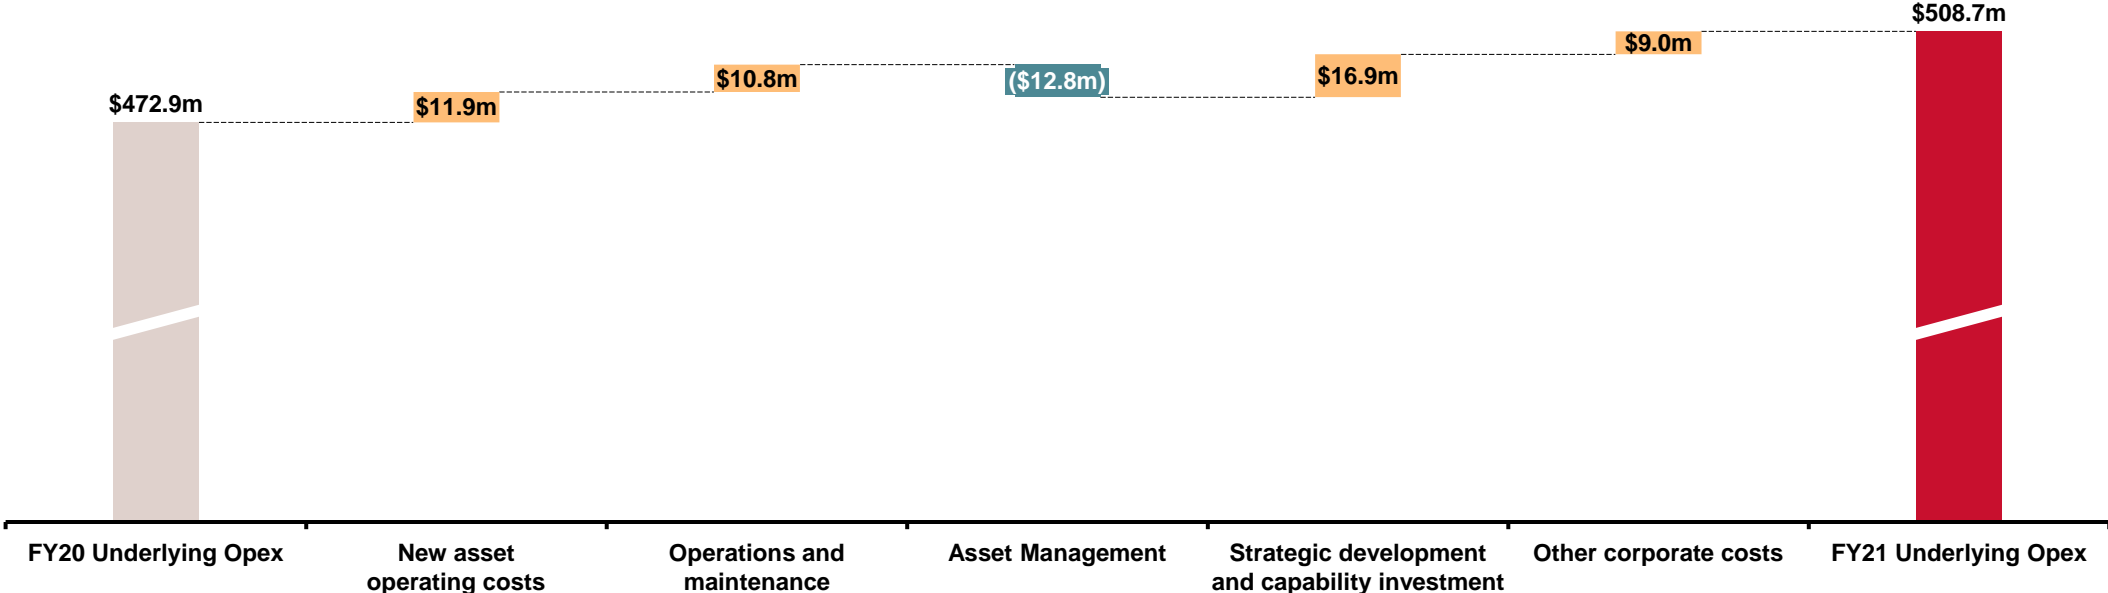 $508.7m
$9.0m
$16.9m
$10.8m
($12.8m)
$472.9m
$11.9m
FY20 Underlying Opex
New asset
operating costs
Operations and
maintenance
Asset Management
Strategic development
and capability investment
Other corporate costs
FY21 Underlying Opex